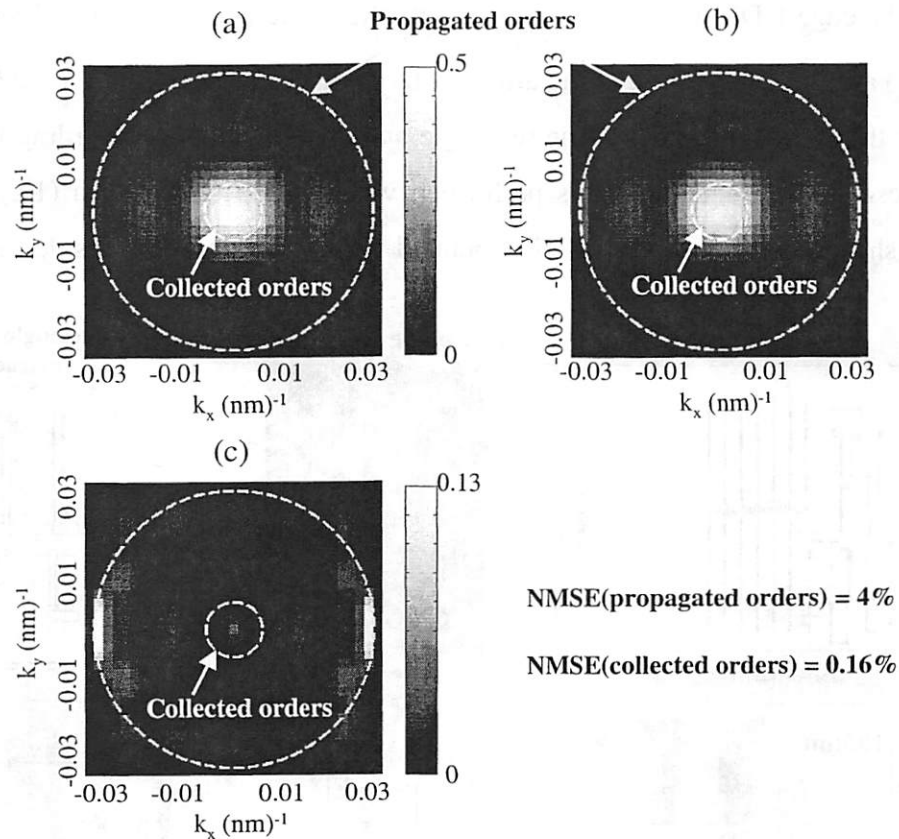 (a) Propagated orders (b)
0.03
0.01
-0.01
-0.03
k_y (nm)^-1
Collected orders
-0.03 -0.01 0.01 0.03
k_x (nm)^-1
0.5
0
0.03
0.01
-0.01
-0.03
k_y (nm)^-1
Collected orders
-0.03 -0.01 0.01 0.03
k_x (nm)^-1
(c)
0.03
0.01
-0.01
-0.03
k_y (nm)^-1
Collected orders
-0.03 -0.01 0.01 0.03
k_x (nm)^-1
0.13
0
NMSE(propagated orders) = 4%
NMSE(collected orders) = 0.16%